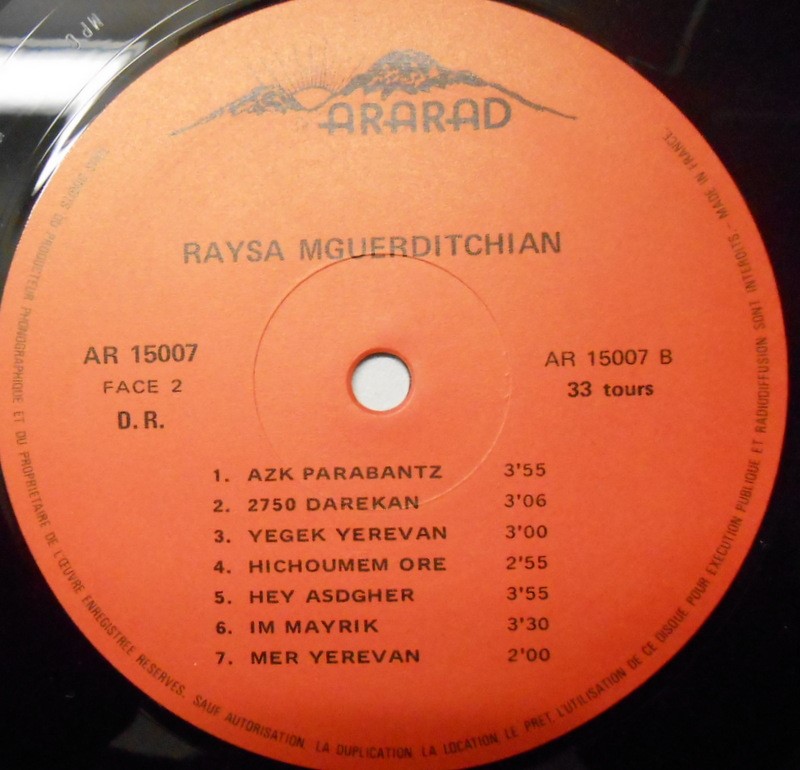 ARARAD
RAYSA MGUERDITCHIAN
AR 15007
FACE 2
D.R.
AR 15007 B
33 tours
1. AZK PARABANTZ 3'55
2. 2750 DAREKAN 3'06
3. YEGEK YEREVAN 3'00
4. HICHOUMEM ORE 2'55
5. HEY ASDGHER 3'55
6. IM MAYRIK 3'30
7. MER YEREVAN 2'00
DROITS DU PRODUCTEUR PHONOGRAPHIQUE ET DU PROPRIETAIRE DE L'ŒUVRE ENREGISTREE RESERVES. SAUF AUTORISATION, LA DUPLICATION, LA LOCATION, LE PRET, L'UTILISATION DE CE DISQUE POUR EXECUTION PUBLIQUE ET RADIODIFFUSION SONT INTERDITS - MADE IN FRANCE